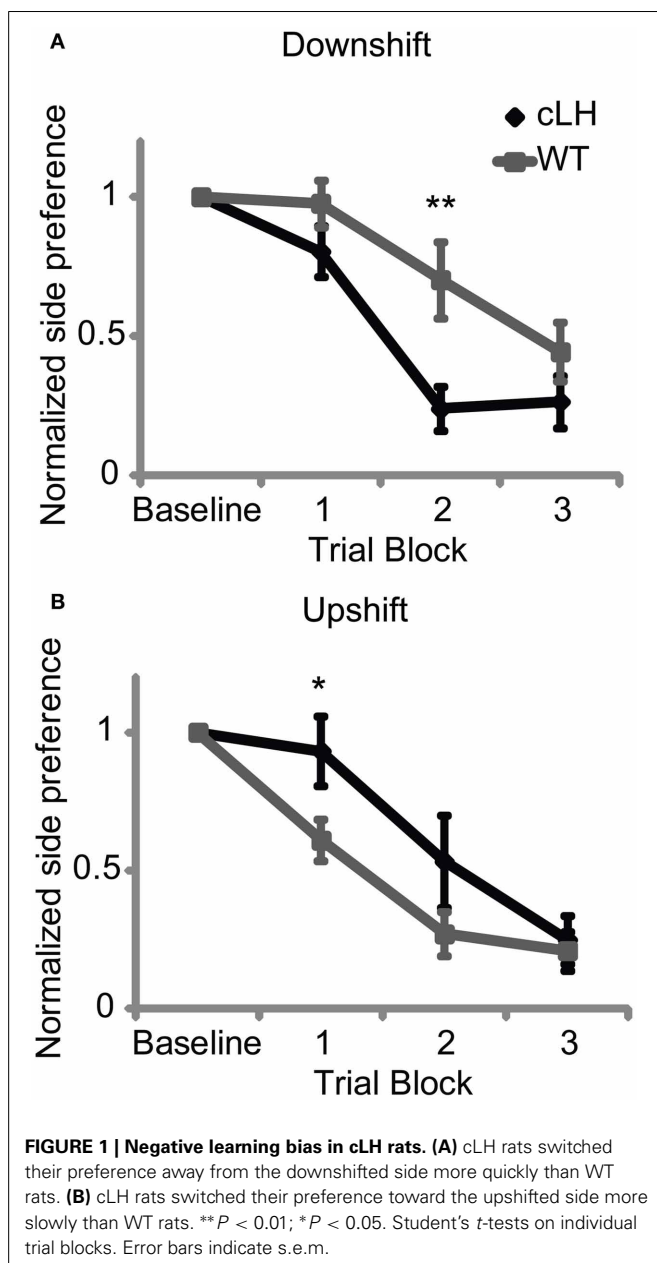 A
Downshift
cLH
WT
Normalized side preference
1
0.5
0
**
Baseline 1 2 3
Trial Block
B
Upshift
Normalized side preference
1
0.5
0
*
Baseline 1 2 3
Trial Block
FIGURE 1 | Negative learning bias in cLH rats. (A) cLH rats switched
their preference away from the downshifted side more quickly than WT
rats. (B) cLH rats switched their preference toward the upshifted side more
slowly than WT rats. **P < 0.01; *P < 0.05. Student's t-tests on individual
trial blocks. Error bars indicate s.e.m.